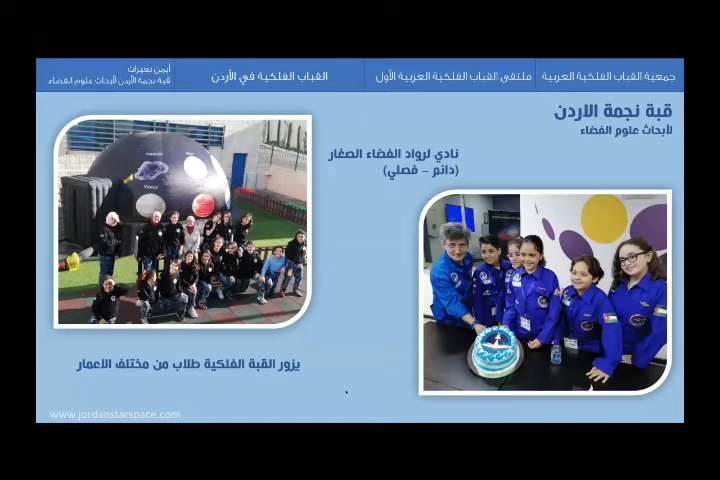 جمعية القباب الفلكية العربية
ملتقى القباب الفلكية العربية الأول
القباب الفلكية في الأردن
أيمن نعيرات
قبة نجمة الأردن لأبحاث علوم الفضاء
قبة نجمة الاردن
لأبحاث علوم الفضاء
نادي لرواد الفضاء الصغار
(دائم – فصلي)
Venus
يزور القبة الفلكية طلاب من مختلف الاعمار
www.jordanstarspace.com